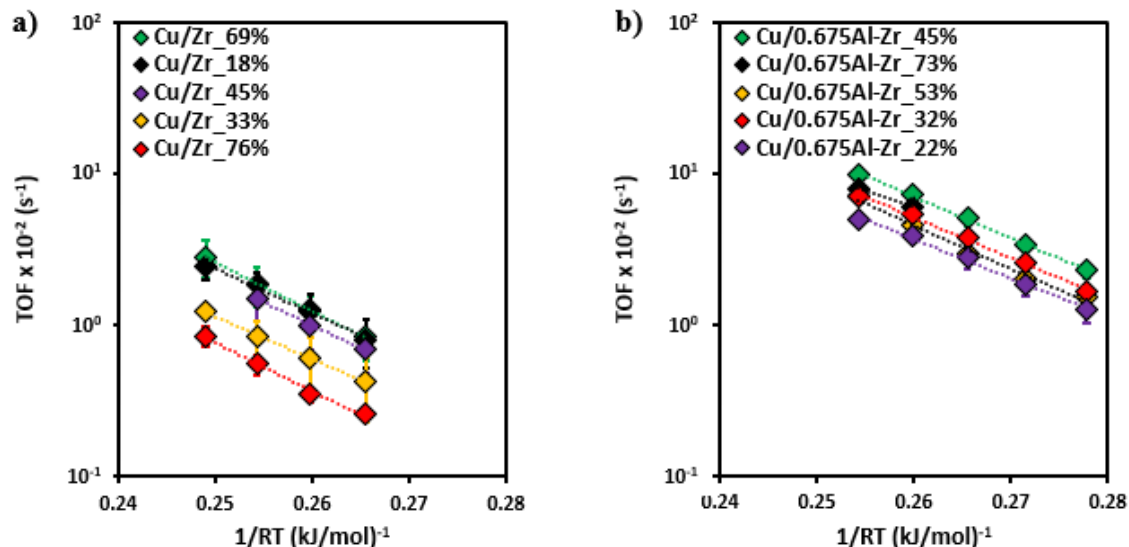 a)
TOF x 10⁻² (s⁻¹)
10²
10¹
10⁰
10⁻¹
Cu/Zr_69%
Cu/Zr_18%
Cu/Zr_45%
Cu/Zr_33%
Cu/Zr_76%
0.24 0.25 0.26 0.27 0.28
1/RT (kJ/mol)⁻¹
b)
TOF x 10⁻² (s⁻¹)
10²
10¹
10⁰
10⁻¹
Cu/0.675Al-Zr_45%
Cu/0.675Al-Zr_73%
Cu/0.675Al-Zr_53%
Cu/0.675Al-Zr_32%
Cu/0.675Al-Zr_22%
0.24 0.25 0.26 0.27 0.28
1/RT (kJ/mol)⁻¹